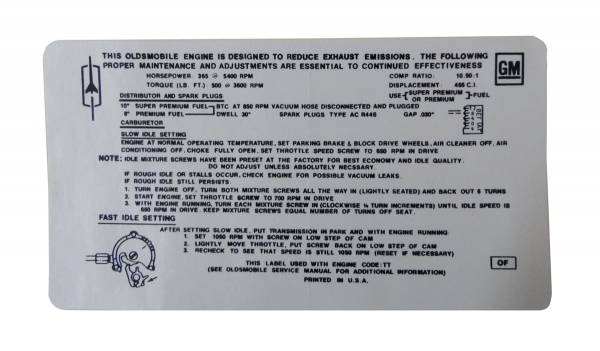 THIS OLDSMOBILE ENGINE IS DESIGNED TO REDUCE EXHAUST EMISSIONS. THE FOLLOWING
PROPER MAINTENANCE AND ADJUSTMENTS ARE ESSENTIAL TO CONTINUED EFFECTIVENESS
GM
HORSEPOWER 365 @ 5400 RPM COMP RATIO: 10.50:1
TORQUE (LB. FT.) 500 @ 3600 RPM DISPLACEMENT 455 C.I.
DISTRIBUTOR AND SPARK PLUGS USE SUPER PREMIUM FUEL
OR PREMIUM
10° SUPER PREMIUM FUEL BTC AT 850 RPM VACUUM HOSE DISCONNECTED AND PLUGGED
8° PREMIUM FUEL DWELL 30° SPARK PLUGS TYPE AC R44S GAP .030"
CARBURETOR
SLOW IDLE SETTING
ENGINE AT NORMAL OPERATING TEMPERATURE, SET PARKING BRAKE & BLOCK DRIVE WHEELS, AIR CLEANER OFF, AIR
CONDITIONING OFF, CHOKE FULLY OPEN. SET THROTTLE SPEED SCREW TO 650 RPM IN DRIVE
NOTE: IDLE MIXTURE SCREWS HAVE BEEN PRESET AT THE FACTORY FOR BEST ECONOMY AND IDLE QUALITY.
DO NOT ADJUST UNLESS ABSOLUTELY NECESSARY.
IF ROUGH IDLE OR STALLS OCCUR, CHECK ENGINE FOR POSSIBLE VACUUM LEAKS.
IF ROUGH IDLE STILL PERSISTS
1. TURN ENGINE OFF. TURN BOTH MIXTURE SCREWS ALL THE WAY IN (LIGHTLY SEATED) AND BACK OUT 6 TURNS
2. START ENGINE, SET THROTTLE SCREW TO 700 RPM IN DRIVE
3. WITH ENGINE RUNNING, TURN EACH MIXTURE SCREW IN (CLOCKWISE ¼ TURN INCREMENTS) UNTIL IDLE SPEED IS
650 RPM IN DRIVE. KEEP MIXTURE SCREWS EQUAL NUMBER OF TURNS OFF SEAT.
FAST IDLE SETTING
AFTER SETTING SLOW IDLE, PUT TRANSMISSION IN PARK AND WITH ENGINE RUNNING:
1. SET 1050 RPM WITH SCREW ON LOW STEP OF CAM
2. LIGHTLY MOVE THROTTLE, PUT SCREW BACK ON LOW STEP OF CAM
3. RECHECK TO SEE THAT SPEED IS STILL 1050 RPM (RESET IF NECESSARY)
THIS LABEL USED WITH ENGINE CODE: TT
(SEE OLDSMOBILE SERVICE MANUAL FOR ADDITIONAL INFORMATION)
PRINTED IN U.S.A.
OF